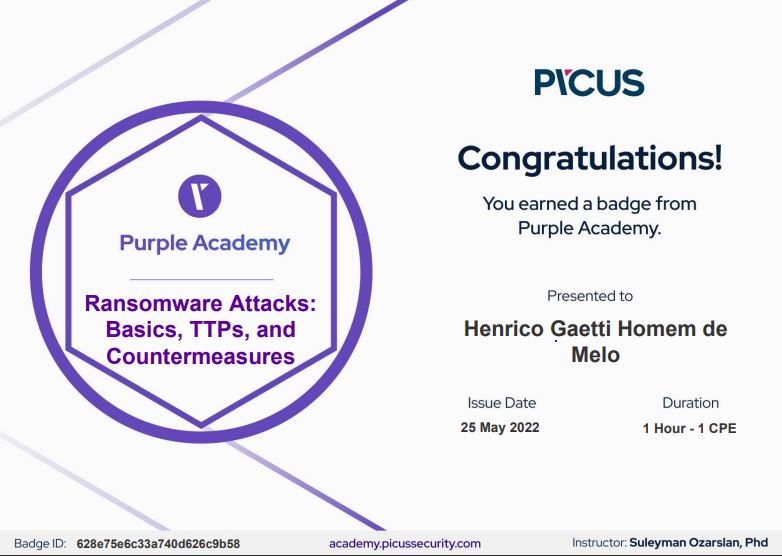 Purple Academy
Ransomware Attacks:
Basics, TTPs, and
Countermeasures
PICUS
Congratulations!
You earned a badge from
Purple Academy.
Presented to
Henrico Gaetti Homem de
Melo
Issue Date
25 May 2022
Duration
1 Hour - 1 CPE
Badge ID: 628e75e6c33a740d626c9b58
academy.picussecurity.com
Instructor: Suleyman Ozarslan, Phd